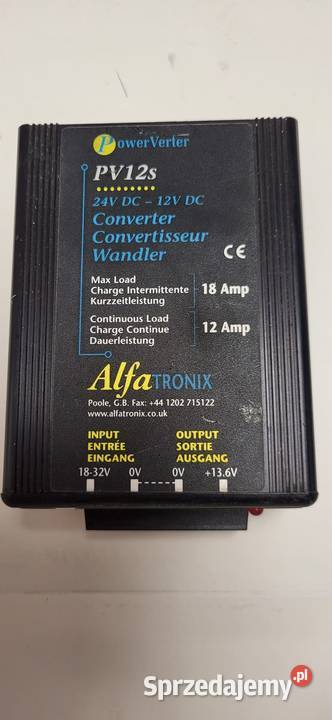 PowerVerter
PV12s
24V DC – 12V DC
Converter
Convertisseur
Wandler
CE
Max Load
Charge Intermittente
Kurzzeitleistung
18 Amp
Continuous Load
Charge Continue
Dauerleistung
12 Amp
AlfaTRONIX
Poole, G.B. Fax: +44 1202 715122
www.alfatronix.co.uk
INPUT OUTPUT
ENTRÉE SORTIE
EINGANG AUSGANG
18-32V 0V 0V +13.6V
Sprzedajemy.pl